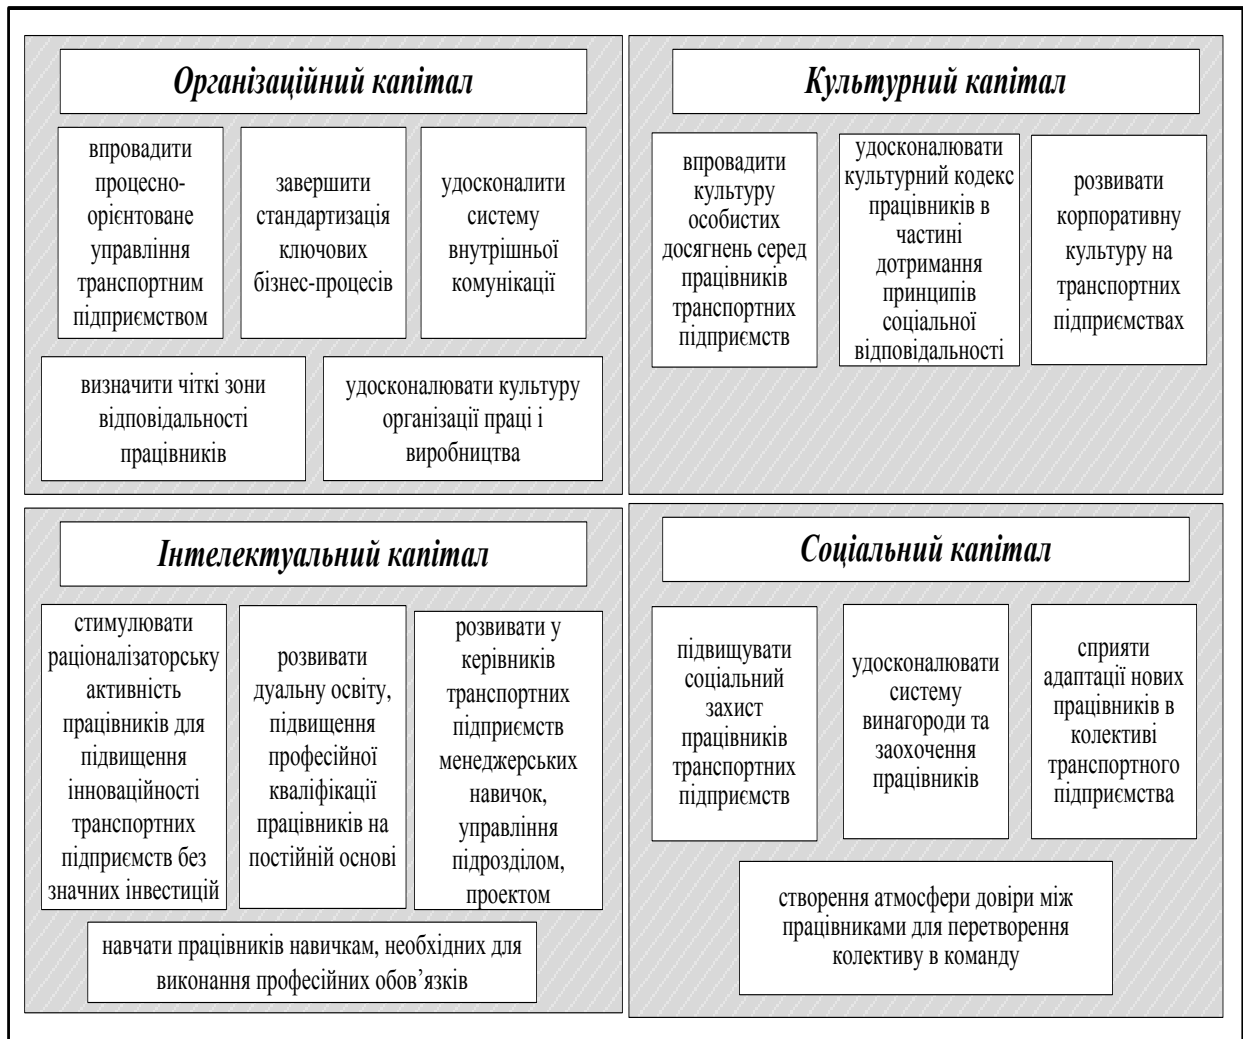 Організаційний капітал
впровадити
процесно-
орієнтоване
управління
транспортним
підприємством
завершити
стандартизація
ключових
бізнес-процесів
удосконалити
систему
внутрішньої
комунікації
визначити чіткі зони
відповідальності
працівників
удосконалювати культуру
організації праці і
виробництва
Культурний капітал
впровадити
культуру
особистих
досягнень серед
працівників
транспортних
підприємств
удосконалювати
культурний кодекс
працівників в
частині
дотримання
принципів
соціальної
відповідальності
розвивати
корпоративну
культуру на
транспортних
підприємствах
Інтелектуальний капітал
стимулювати
раціоналізаторську
активність
працівників для
підвищення
інноваційності
транспортних
підприємств без
значних інвестицій
розвивати
дуальну освіту,
підвищення
професійної
кваліфікації
працівників на
постійній основі
розвивати у
керівників
транспортних
підприємств
менеджерських
навичок,
управління
підрозділом,
проектом
навчати працівників навичкам, необхідних для
виконання професійних обов’язків
Соціальний капітал
підвищувати
соціальний
захист
працівників
транспортних
підприємств
удосконалювати
систему
винагороди та
заохочення
працівників
сприяти
адаптації нових
працівників в
колективі
транспортного
підприємства
створення атмосфери довіри між
працівниками для перетворення
колективу в команду